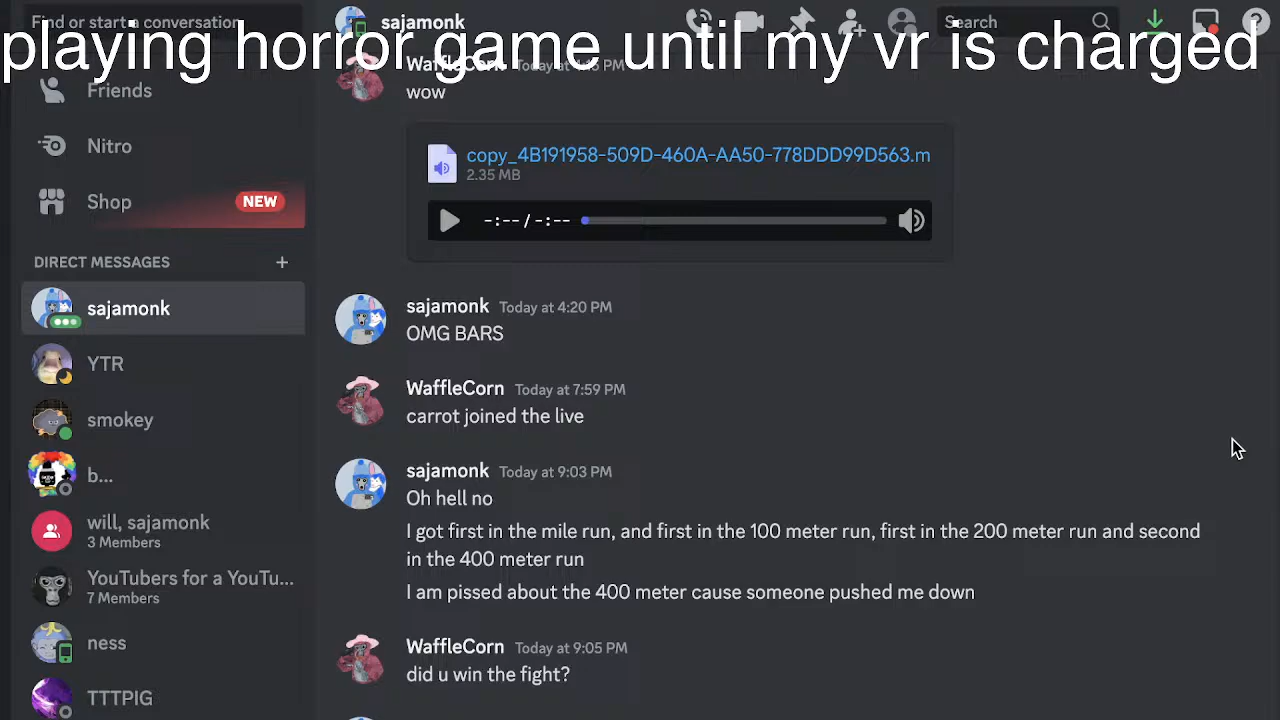 Find or start a conversation
sajamonk
Search
playing horror game until my vr is charged
Friends
Nitro
Shop
NEW
DIRECT MESSAGES
sajamonk
YTR
smokey
b...
will, sajamonk
3 Members
YouTubers for a YouTu...
7 Members
ness
TTTPIG
WaffleCorn Today at 4:15 PM
wow
copy_4B191958-509D-460A-AA50-778DDD99D563.m
2.35 MB
-:-- / -:--
sajamonk Today at 4:20 PM
OMG BARS
WaffleCorn Today at 7:59 PM
carrot joined the live
sajamonk Today at 9:03 PM
Oh hell no
I got first in the mile run, and first in the 100 meter run, first in the 200 meter run and second
in the 400 meter run
I am pissed about the 400 meter cause someone pushed me down
WaffleCorn Today at 9:05 PM
did u win the fight?